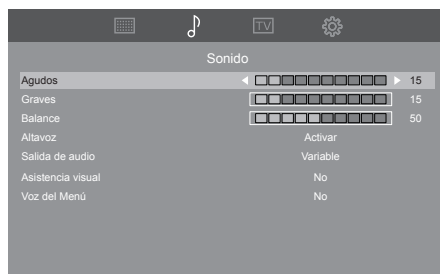 TV
Sonido
Agudos 15
Graves 15
Balance 50
Altavoz Activar
Salida de audio Variable
Asistencia visual No
Voz del Menú No